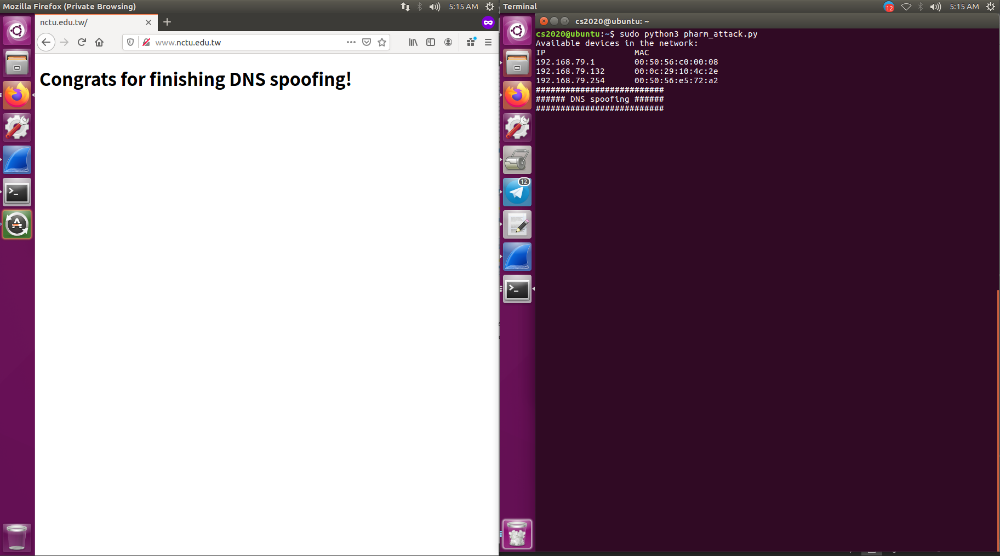 Mozilla Firefox (Private Browsing)
5:15 AM
nctu.edu.tw/
www.nctu.edu.tw
Congrats for finishing DNS spoofing!
Terminal
12
5:15 AM
cs2020@ubuntu: ~
cs2020@ubuntu:~$ sudo python3 pharm_attack.py
Available devices in the network:
IP MAC
192.168.79.1 00:50:56:c0:00:08
192.168.79.132 00:0c:29:10:4c:2e
192.168.79.254 00:50:56:e5:72:a2
##########################
###### DNS spoofing ######
##########################
12